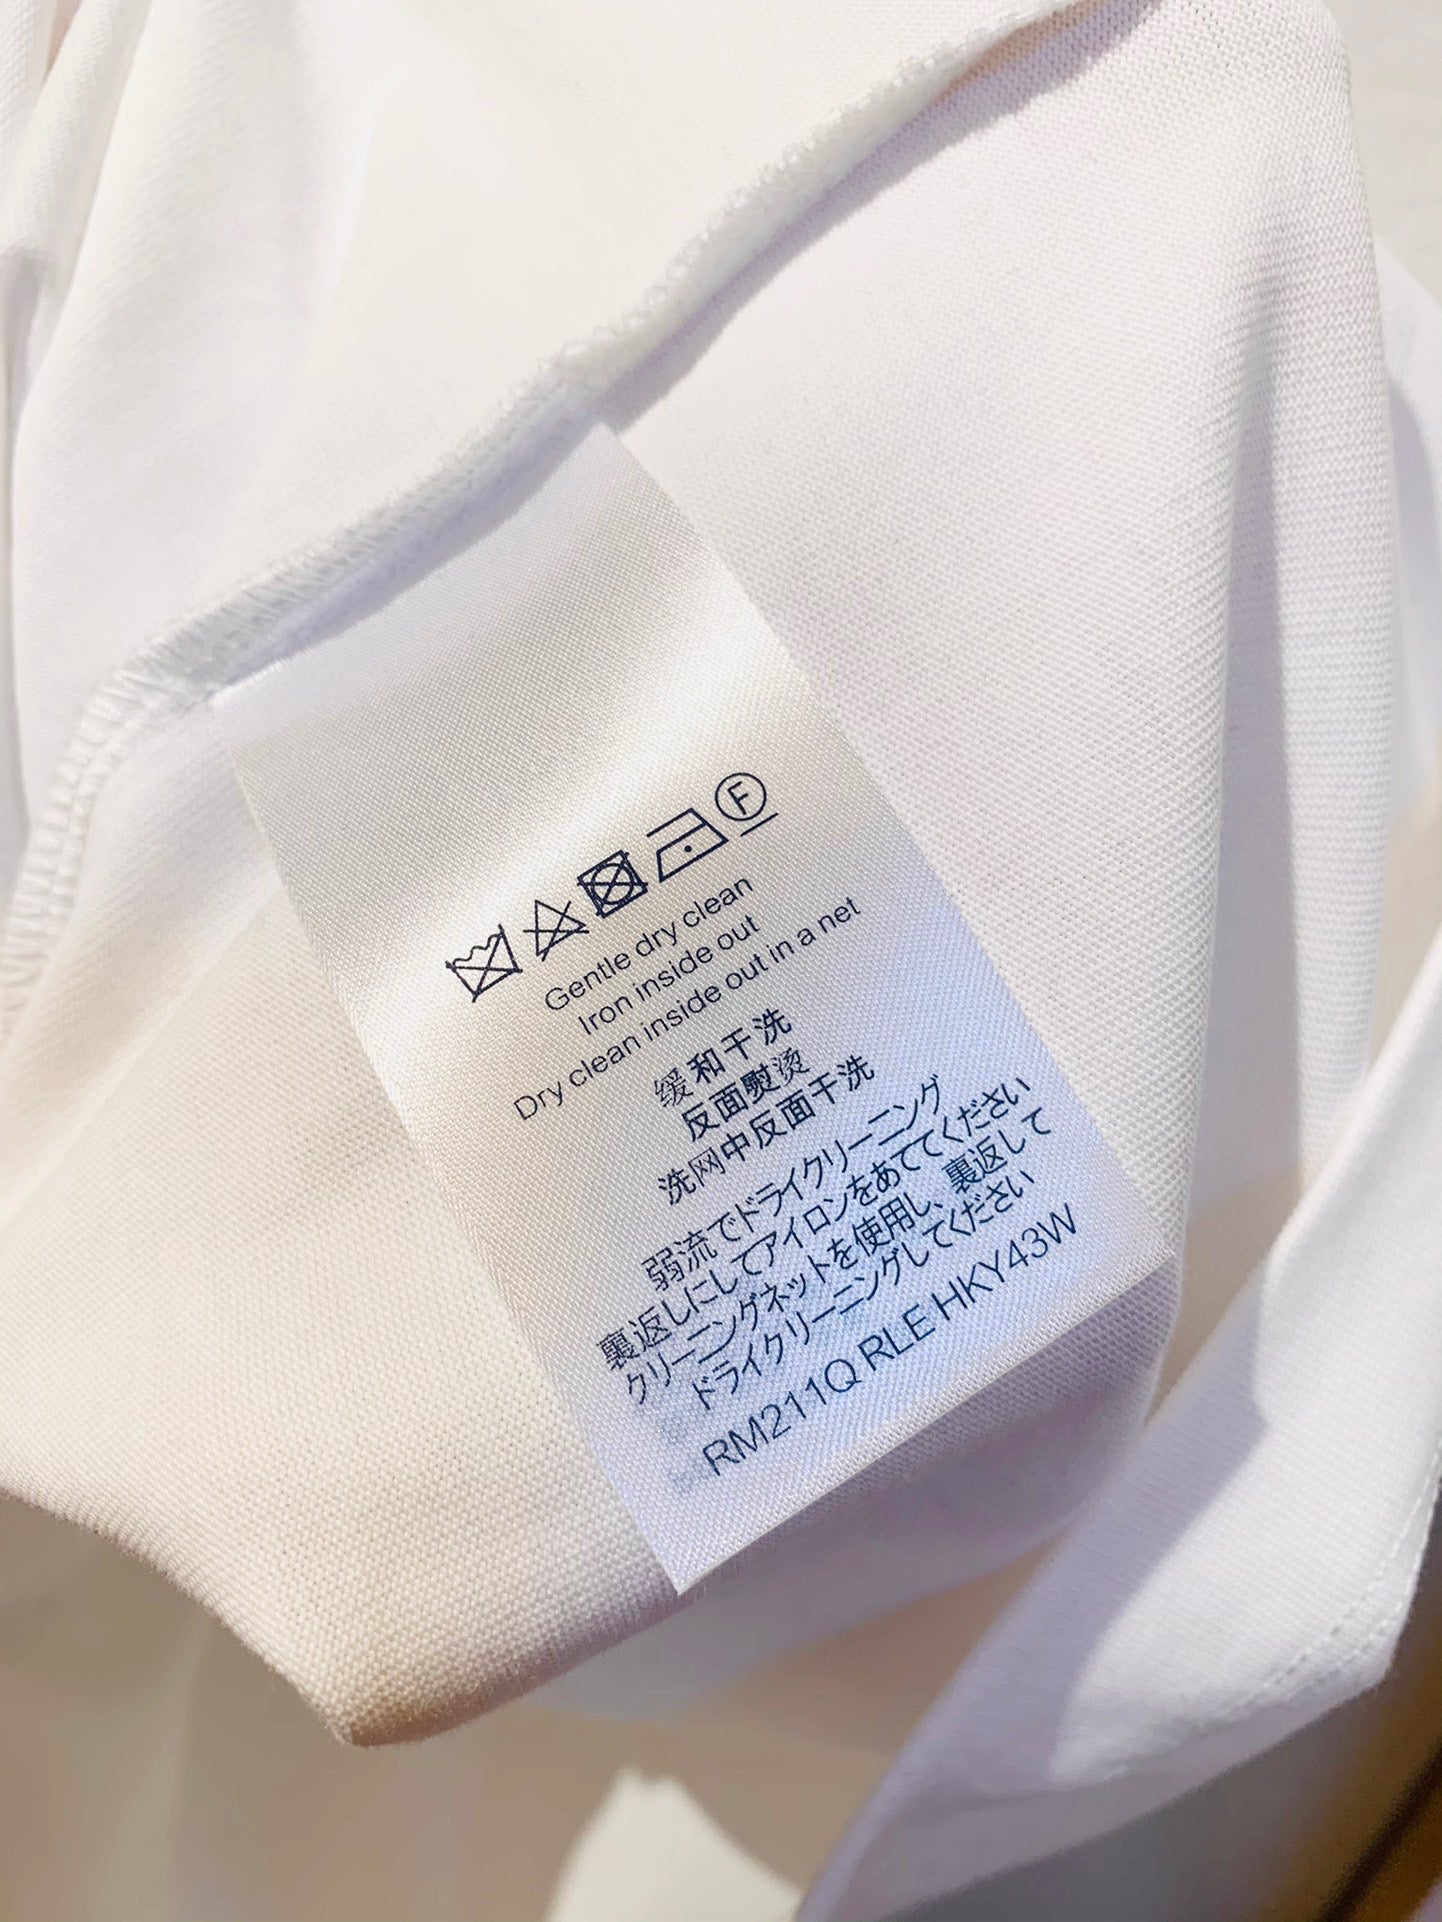 F
Gentle dry clean
Iron inside out
Dry clean inside out in a net
缓和干洗
反面熨烫
洗网中反面干洗
弱流でドライクリーニング
裏返しにしてアイロンをあててください
クリーニングネットを使用し、裏返して
ドライクリーニングしてください
RM211Q RLE HKY43W